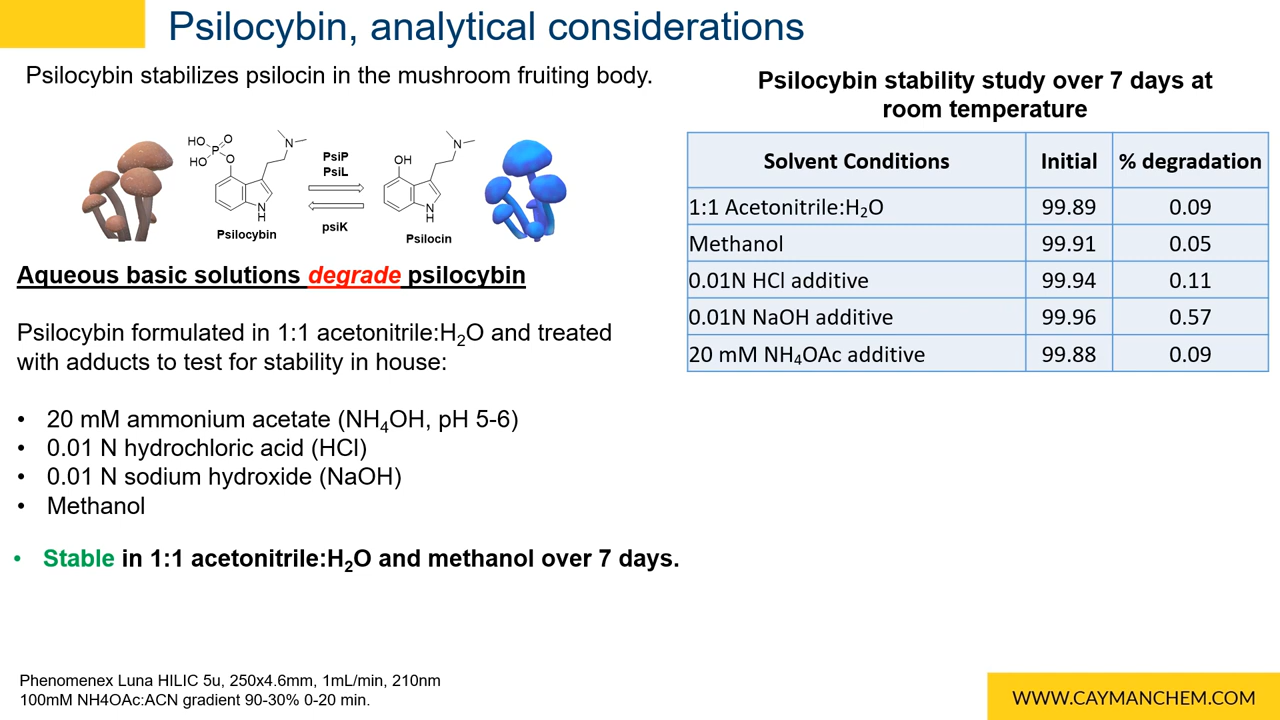 Psilocybin, analytical considerations
Psilocybin stabilizes psilocin in the mushroom fruiting body.
HO
O
P
HO
O
N
N
H
Psilocybin
PsiP
PsiL
psiK
OH
N
N
H
Psilocin
Aqueous basic solutions degrade psilocybin
Psilocybin formulated in 1:1 acetonitrile:H₂O and treated
with adducts to test for stability in house:
• 20 mM ammonium acetate (NH₄OH, pH 5-6)
• 0.01 N hydrochloric acid (HCl)
• 0.01 N sodium hydroxide (NaOH)
• Methanol
• Stable in 1:1 acetonitrile:H₂O and methanol over 7 days.
Psilocybin stability study over 7 days at
room temperature
Solvent Conditions Initial % degradation
1:1 Acetonitrile:H₂O 99.89 0.09
Methanol 99.91 0.05
0.01N HCl additive 99.94 0.11
0.01N NaOH additive 99.96 0.57
20 mM NH₄OAc additive 99.88 0.09
Phenomenex Luna HILIC 5u, 250x4.6mm, 1mL/min, 210nm
100mM NH4OAc:ACN gradient 90-30% 0-20 min.
WWW.CAYMANCHEM.COM